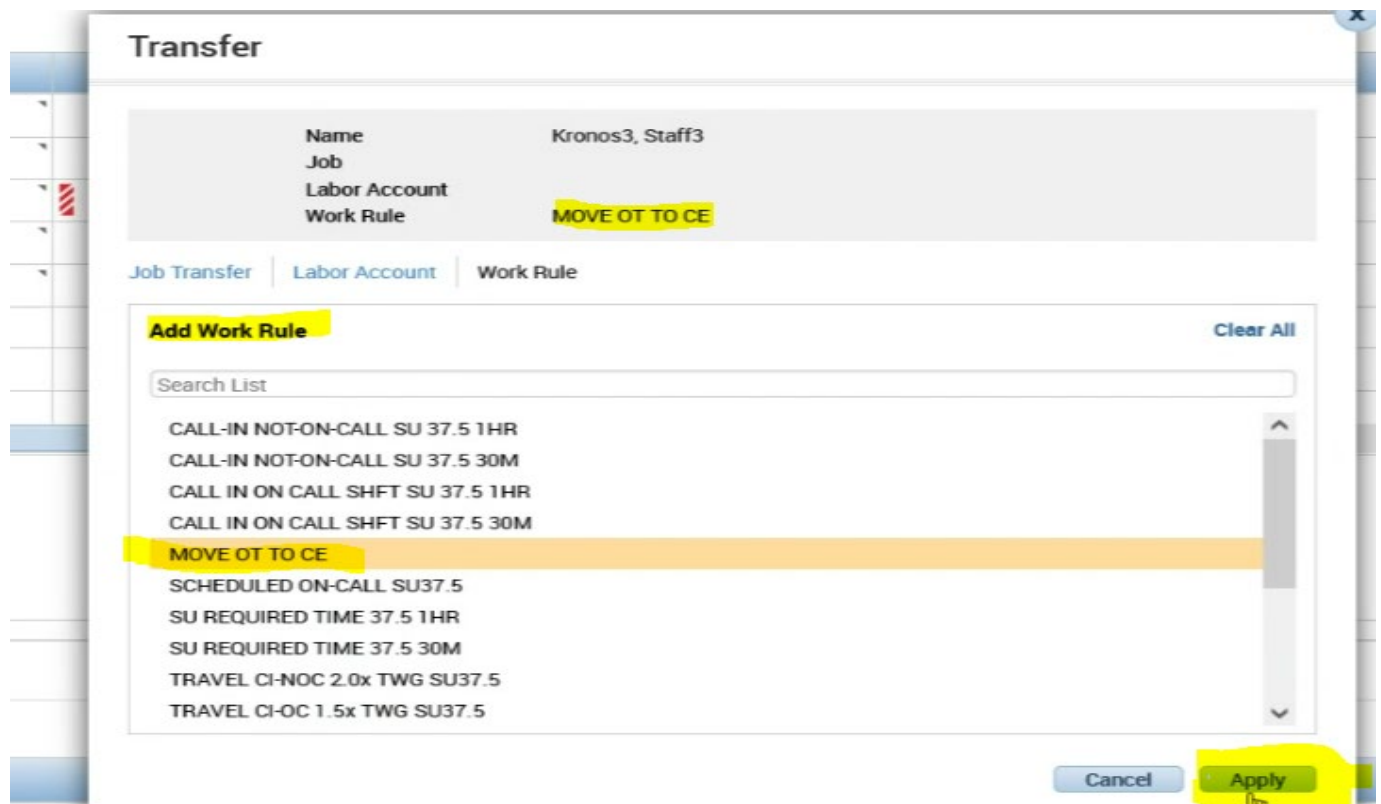 x
Transfer
Name Kronos3, Staff3
Job
Labor Account
Work Rule MOVE OT TO CE
Job Transfer Labor Account Work Rule
Add Work Rule Clear All
Search List
CALL-IN NOT-ON-CALL SU 37.5 1HR
CALL-IN NOT-ON-CALL SU 37.5 30M
CALL IN ON CALL SHFT SU 37.5 1HR
CALL IN ON CALL SHFT SU 37.5 30M
MOVE OT TO CE
SCHEDULED ON-CALL SU37.5
SU REQUIRED TIME 37.5 1HR
SU REQUIRED TIME 37.5 30M
TRAVEL CI-NOC 2.0x TWG SU37.5
TRAVEL CI-OC 1.5x TWG SU37.5
Cancel Apply